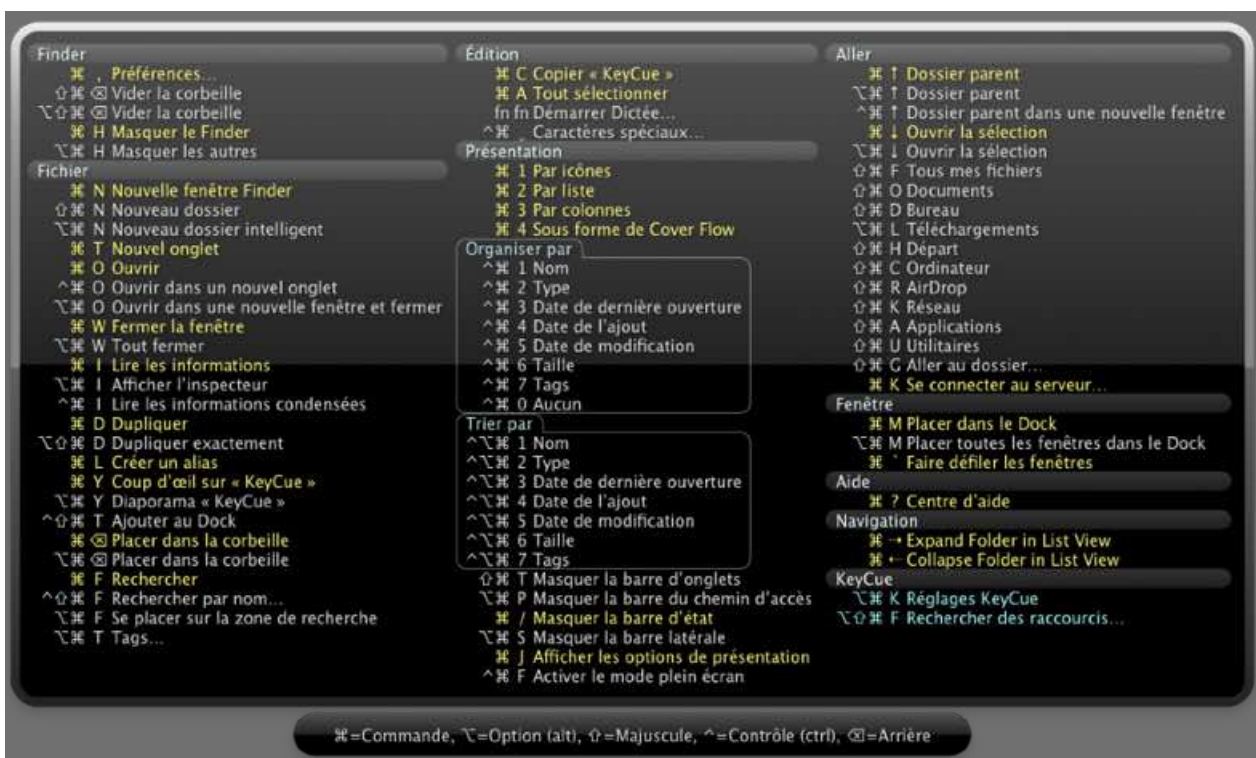 Finder
⌘ , Préférences...
⇧⌘ ⌫ Vider la corbeille
⌥⇧⌘ ⌫ Vider la corbeille
⌘ H Masquer le Finder
⌥⌘ H Masquer les autres
Fichier
⌘ N Nouvelle fenêtre Finder
⇧⌘ N Nouveau dossier
⌥⌘ N Nouveau dossier intelligent
⌘ T Nouvel onglet
⌘ O Ouvrir
^⌘ O Ouvrir dans un nouvel onglet
⌥⌘ O Ouvrir dans une nouvelle fenêtre et fermer
⌘ W Fermer la fenêtre
⌥⌘ W Tout fermer
⌘ I Lire les informations
⌥⌘ I Afficher l'inspecteur
^⌘ I Lire les informations condensées
⌘ D Dupliquer
⌥⇧⌘ D Dupliquer exactement
⌘ L Créer un alias
⌘ Y Coup d'œil sur « KeyCue »
⌥⌘ Y Diaporama « KeyCue »
^⇧⌘ T Ajouter au Dock
⌘ ⌫ Placer dans la corbeille
⌥⌘ ⌫ Placer dans la corbeille
⌘ F Rechercher
^⇧⌘ F Rechercher par nom...
⌥⌘ F Se placer sur la zone de recherche
⌥⌘ T Tags...
Édition
⌘ C Copier « KeyCue »
⌘ A Tout sélectionner
fn fn Démarrer Dictée...
^⌘ _ Caractères spéciaux...
Présentation
⌘ 1 Par icônes
⌘ 2 Par liste
⌘ 3 Par colonnes
⌘ 4 Sous forme de Cover Flow
Organiser par
^⌘ 1 Nom
^⌘ 2 Type
^⌘ 3 Date de dernière ouverture
^⌘ 4 Date de l'ajout
^⌘ 5 Date de modification
^⌘ 6 Taille
^⌘ 7 Tags
^⌘ 0 Aucun
Trier par
^⌥⌘ 1 Nom
^⌥⌘ 2 Type
^⌥⌘ 3 Date de dernière ouverture
^⌥⌘ 4 Date de l'ajout
^⌥⌘ 5 Date de modification
^⌥⌘ 6 Taille
^⌥⌘ 7 Tags
⇧⌘ T Masquer la barre d'onglets
⌥⌘ P Masquer la barre du chemin d'accès
⌘ / Masquer la barre d'état
⌥⌘ S Masquer la barre latérale
⌘ J Afficher les options de présentation
^⌘ F Activer le mode plein écran
Aller
⌘ ↑ Dossier parent
⌥⌘ ↑ Dossier parent
^⌘ ↑ Dossier parent dans une nouvelle fenêtre
⌘ ↓ Ouvrir la sélection
⌥⌘ ↓ Ouvrir la sélection
⇧⌘ F Tous mes fichiers
⇧⌘ O Documents
⇧⌘ D Bureau
⌥⌘ L Téléchargements
⇧⌘ H Départ
⇧⌘ C Ordinateur
⇧⌘ R AirDrop
⇧⌘ K Réseau
⇧⌘ A Applications
⇧⌘ U Utilitaires
⇧⌘ G Aller au dossier...
⌘ K Se connecter au serveur...
Fenêtre
⌘ M Placer dans le Dock
⌥⌘ M Placer toutes les fenêtres dans le Dock
⌘ ` Faire défiler les fenêtres
Aide
⌘ ? Centre d'aide
Navigation
⌘ → Expand Folder in List View
⌘ ← Collapse Folder in List View
KeyCue
⌥⌘ K Réglages KeyCue
⌥⇧⌘ F Rechercher des raccourcis...
⌘=Commande, ⌥=Option (alt), ⇧=Majuscule, ^=Contrôle (ctrl), ⌫=Arrière